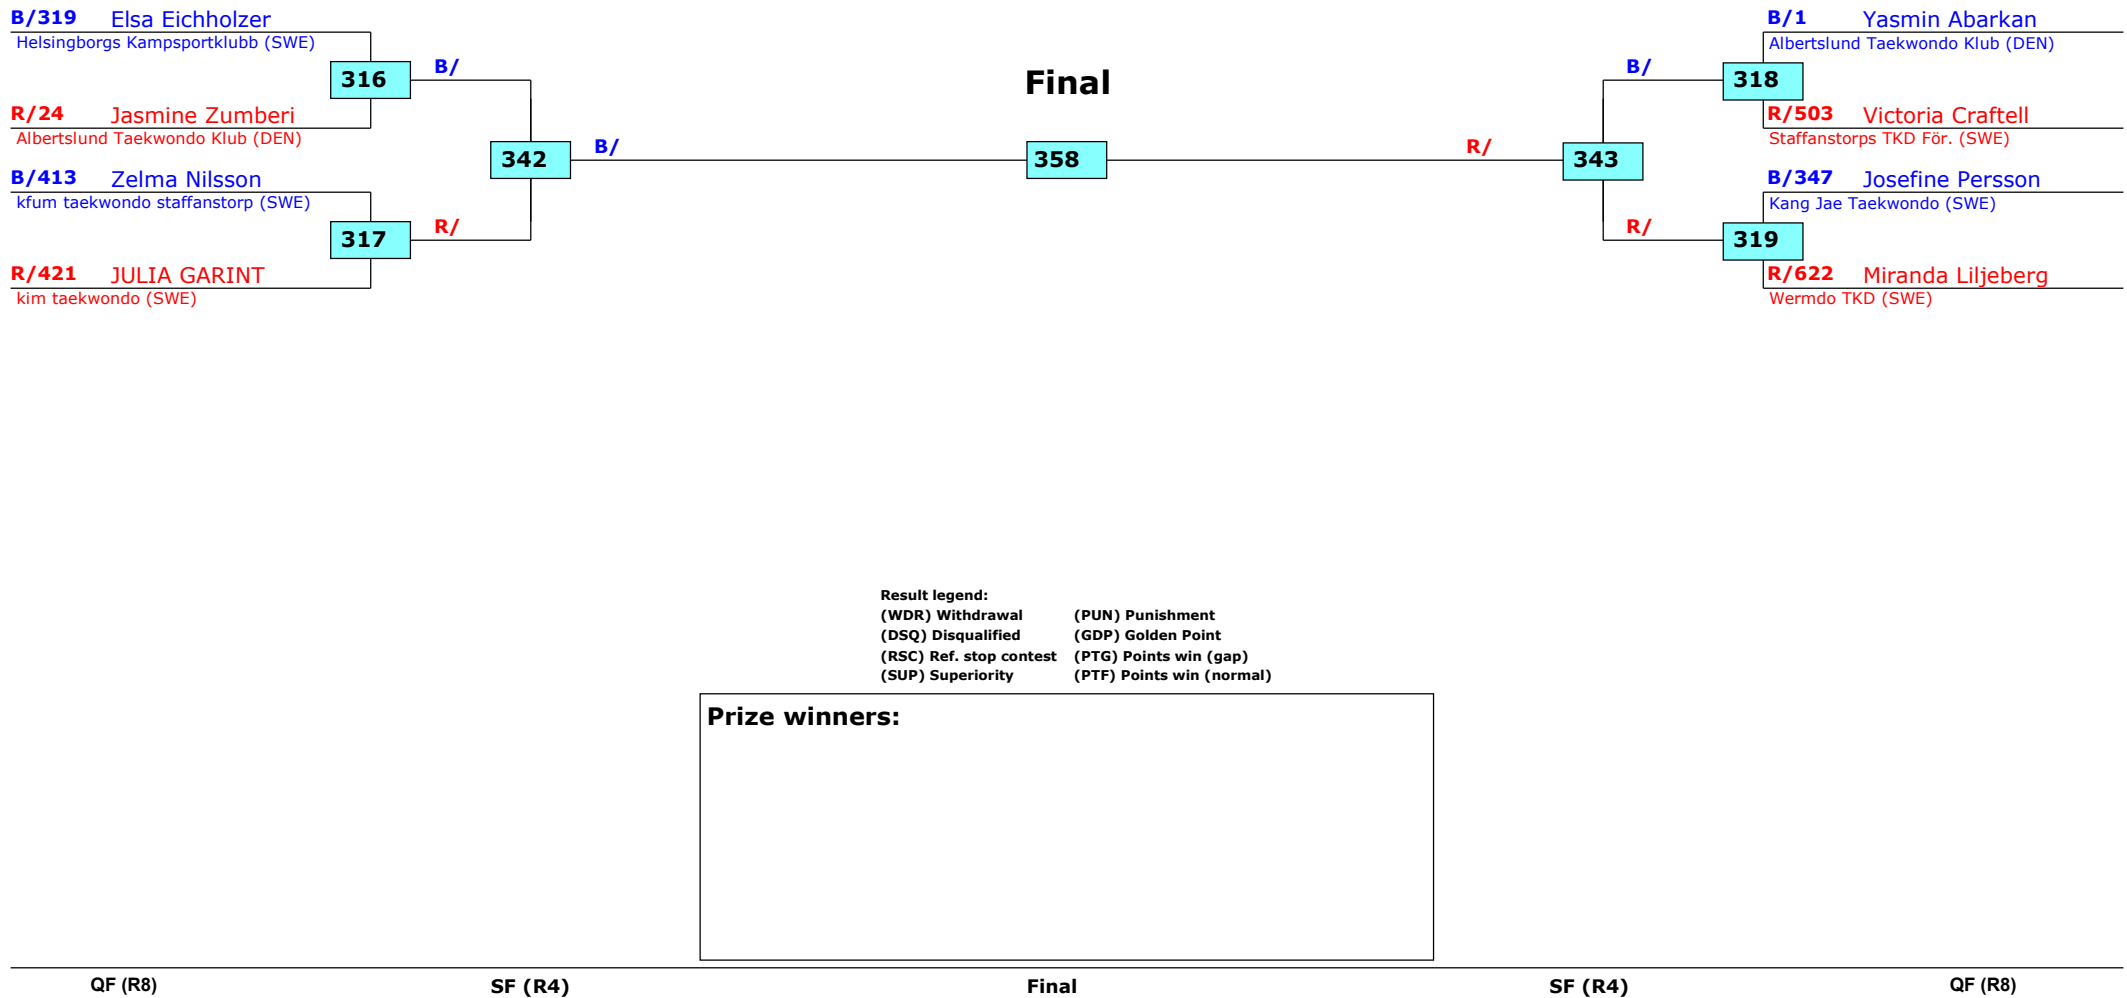 B/319 Elsa Eichholzer
Helsingborgs Kampsportklubb (SWE)
316
B/
R/24 Jasmine Zumberi
Albertslund Taekwondo Klub (DEN)
342
B/
B/413 Zelma Nilsson
kfum taekwondo staffanstorp (SWE)
317
R/
R/421 JULIA GARINT
kim taekwondo (SWE)
Final
358
B/1 Yasmin Abarkan
Albertslund Taekwondo Klub (DEN)
B/
318
R/503 Victoria Craftell
Staffanstorps TKD För. (SWE)
R/
343
B/347 Josefine Persson
Kang Jae Taekwondo (SWE)
R/
319
R/622 Miranda Liljeberg
Wermdo TKD (SWE)
Result legend:
(WDR) Withdrawal (PUN) Punishment
(DSQ) Disqualified (GDP) Golden Point
(RSC) Ref. stop contest (PTG) Points win (gap)
(SUP) Superiority (PTF) Points win (normal)
Prize winners:
QF (R8) SF (R4) Final SF (R4) QF (R8)